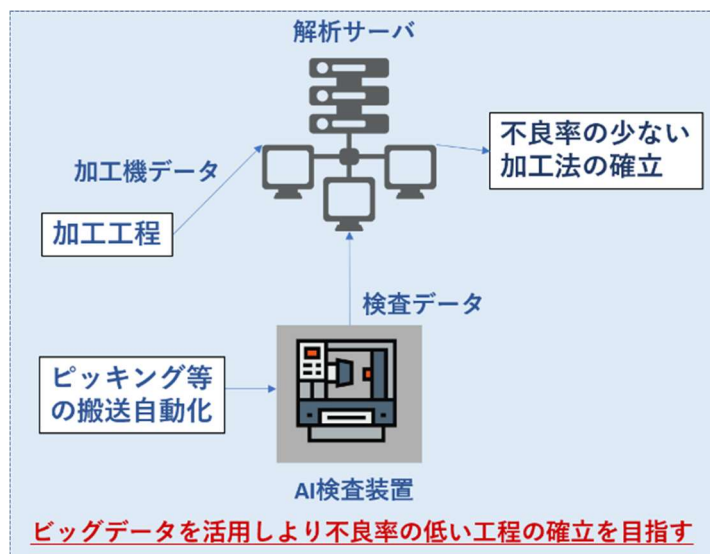 解析サーバ
不良率の少ない
加工法の確立
加工機データ
加工工程
検査データ
ピッキング等
の搬送自動化
AI検査装置
ビッグデータを活用しより不良率の低い工程の確立を目指す